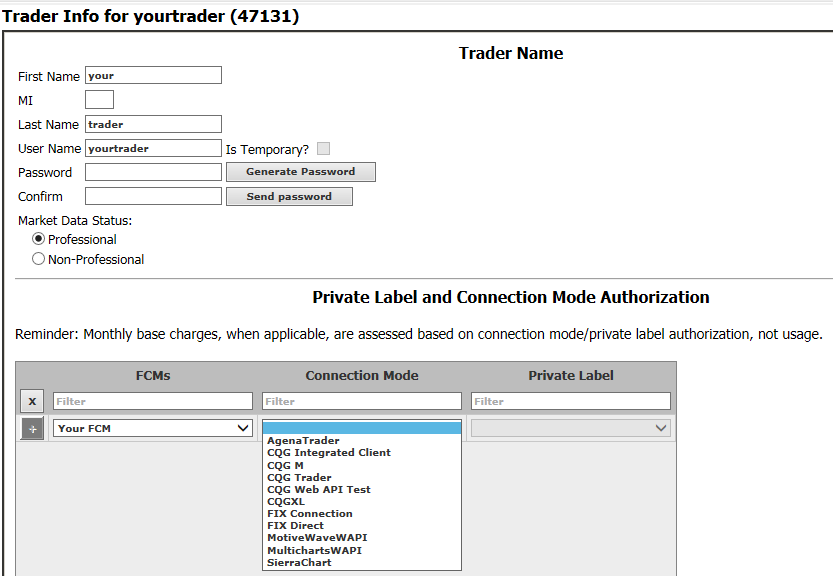 Trader Info for yourtrader (47131)
Trader Name
First Name your
MI
Last Name trader
User Name yourtrader Is Temporary?
Password Generate Password
Confirm Send password
Market Data Status:
Professional
Non-Professional
Private Label and Connection Mode Authorization
Reminder: Monthly base charges, when applicable, are assessed based on connection mode/private label authorization, not usage.
FCMs Connection Mode Private Label
x Filter Filter Filter
+ Your FCM
AgenaTrader
CQG Integrated Client
CQG M
CQG Trader
CQG Web API Test
CQGXL
FIX Connection
FIX Direct
MotiveWaveWAPI
MultichartsWAPI
SierraChart